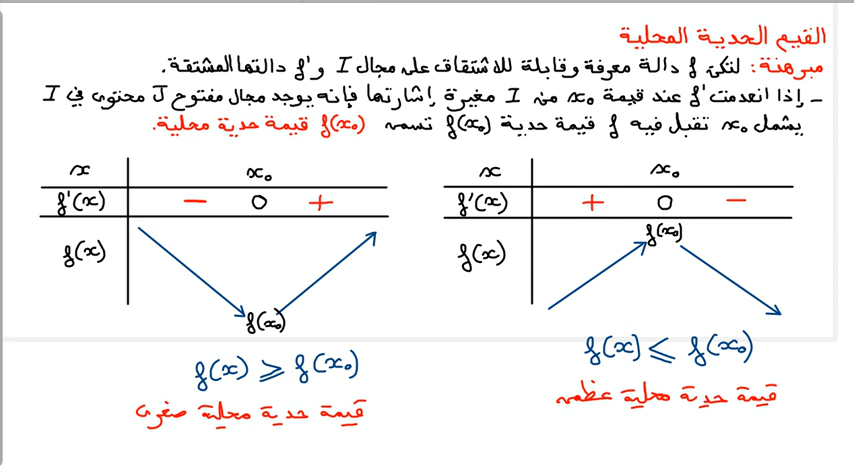 القيم الحدية المحلية
مبرهنة: لتكن f دالة معرفة وقابلة للاشتقاق على مجال I و f' دالتها المشتقة.
- إذا انعدمت f' عند قيمة x₀ من I مغيرة إشارتها فإنه يوجد مجال مفتوح J محتوى في I
يشمل x₀ تقبل فيه f قيمة حدية f(x₀) تسمى f(x₀) قيمة حدية محلية.
x x₀
f'(x) − 0 +
f(x)
f(x₀)
f(x) ⩾ f(x₀)
قيمة حدية محلية صغرى
x x₀
f'(x) + 0 −
f(x₀)
f(x)
f(x) ⩽ f(x₀)
قيمة حدية محلية عظمى